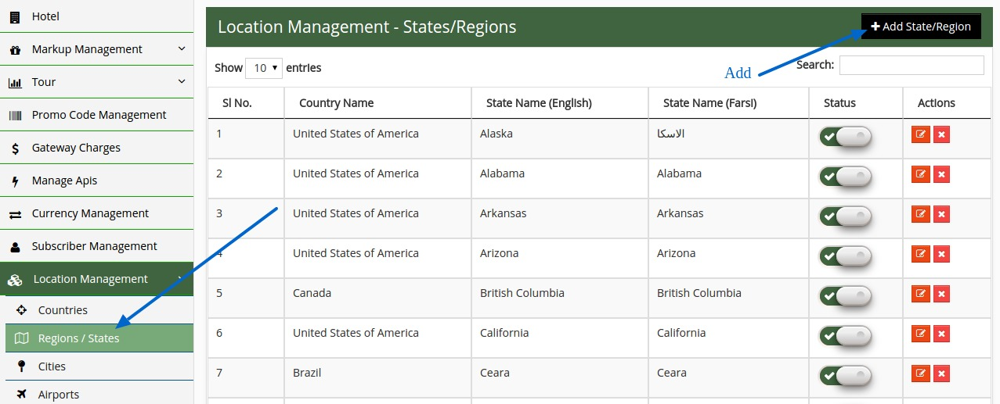 Hotel
Markup Management
Tour
Promo Code Management
Gateway Charges
Manage Apis
Currency Management
Subscriber Management
Location Management
Countries
Regions / States
Cities
Airports
Location Management - States/Regions
Add State/Region
Show 10 entries
Add
Search:
Sl No. Country Name State Name (English) State Name (Farsi) Status Actions
1 United States of America Alaska الاسكا
2 United States of America Alabama Alabama
3 United States of America Arkansas Arkansas
4 United States of America Arizona Arizona
5 Canada British Columbia British Columbia
6 United States of America California California
7 Brazil Ceara Ceara